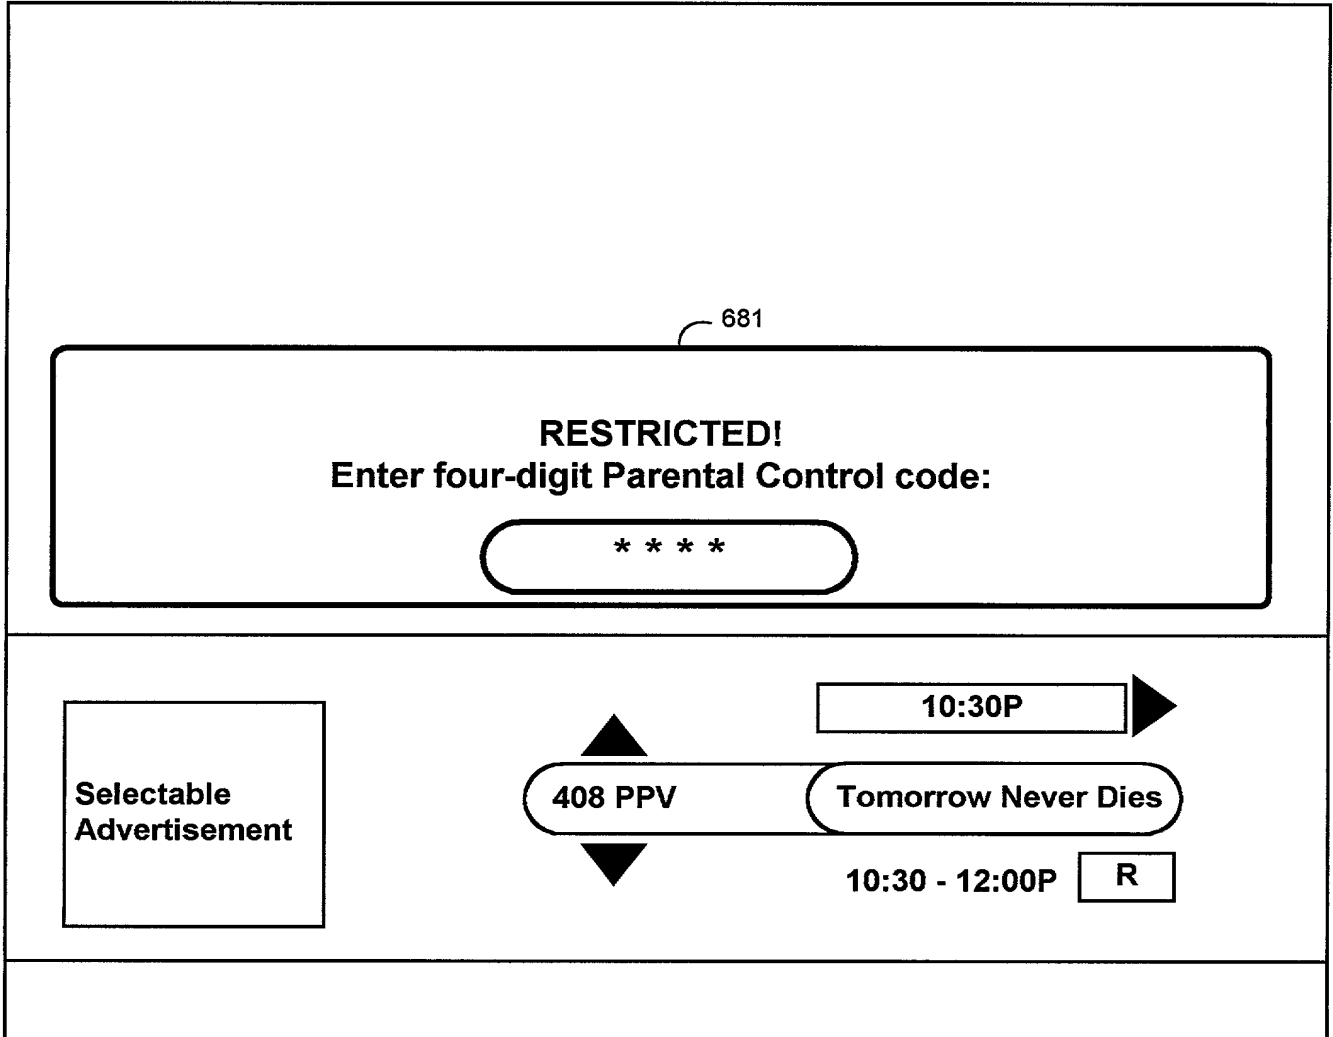 681
RESTRICTED!
Enter four-digit Parental Control code:
* * * *
10:30P
Selectable
Advertisement
408 PPV
Tomorrow Never Dies
10:30 - 12:00P
R